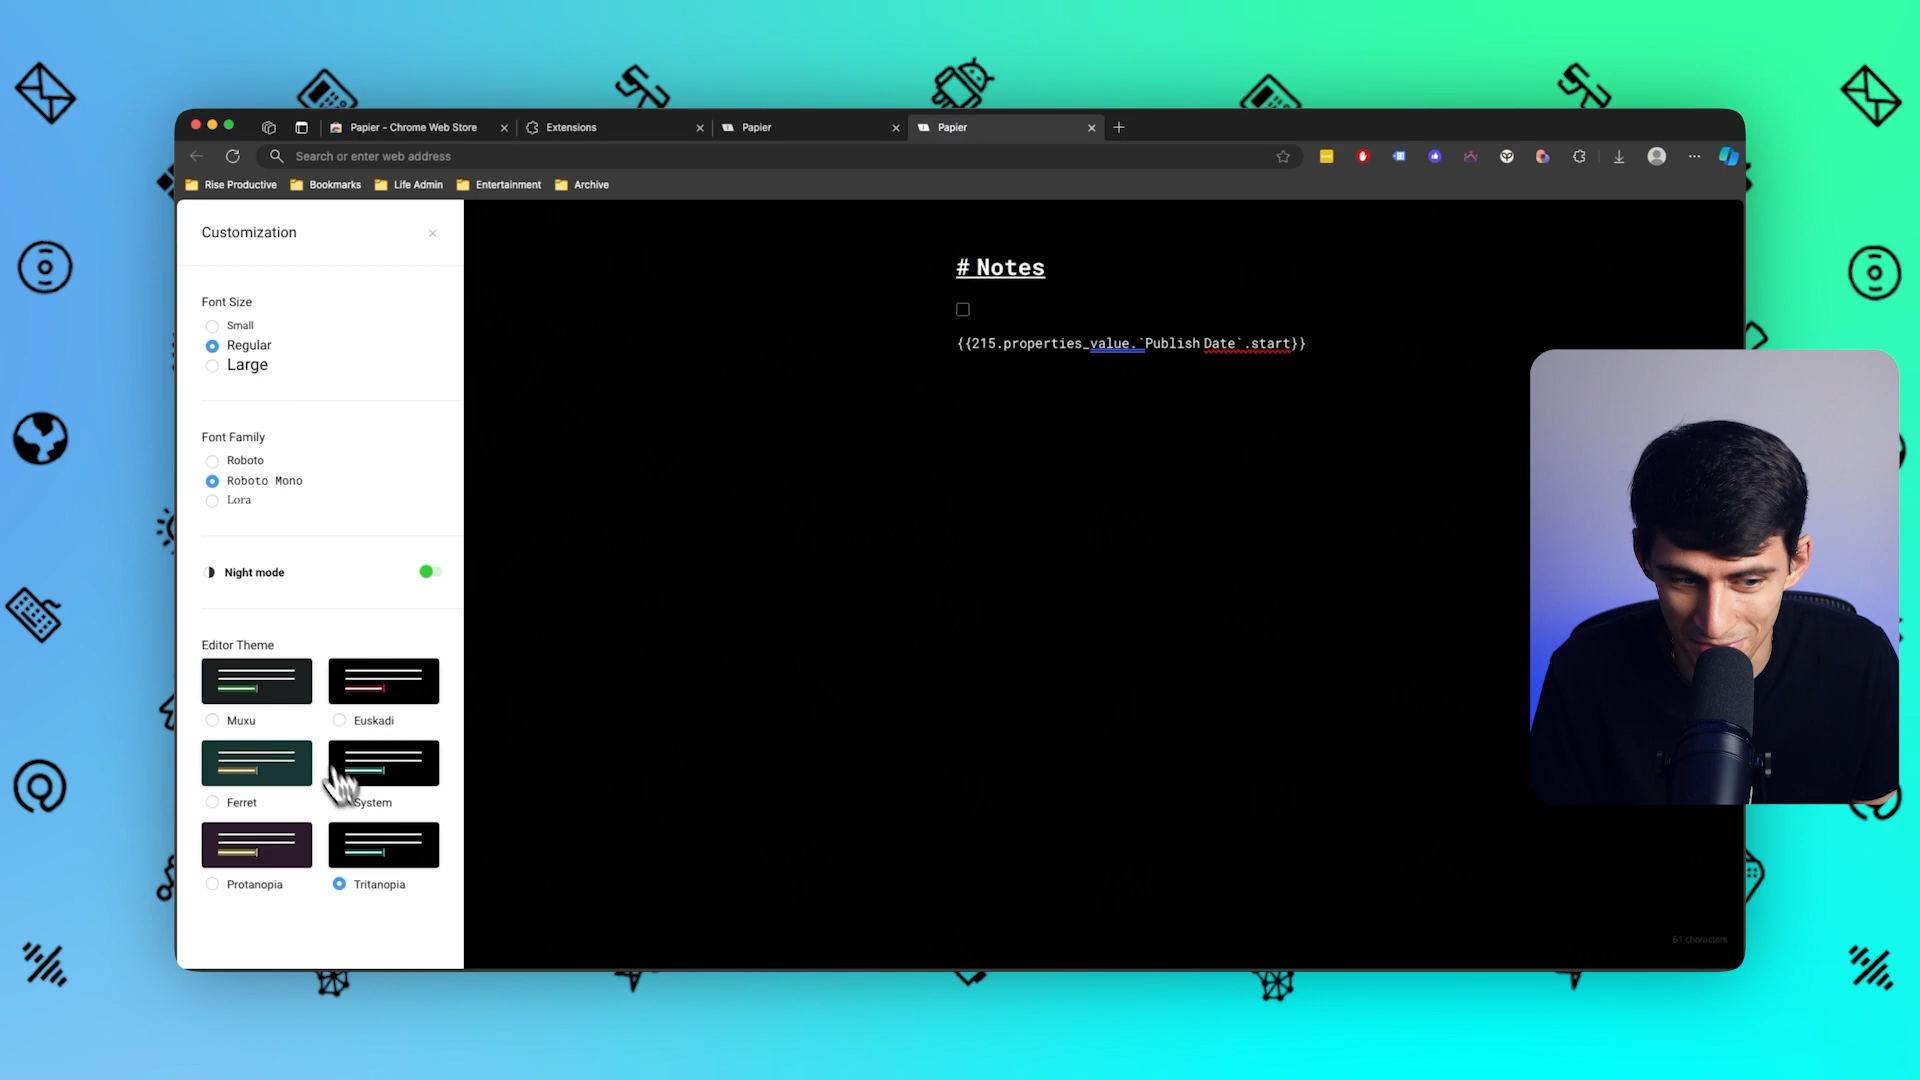 Papier - Chrome Web Store
Extensions
Papier
Papier
Search or enter web address
Rise Productive
Bookmarks
Life Admin
Entertainment
Archive
Customization
Font Size
Small
Regular
Large
Font Family
Roboto
Roboto Mono
Lora
Night mode
Editor Theme
Muxu
Euskadi
Ferret
System
Protanopia
Tritanopia
# Notes
{{215.properties_value.`Publish Date`.start}}
61 characters